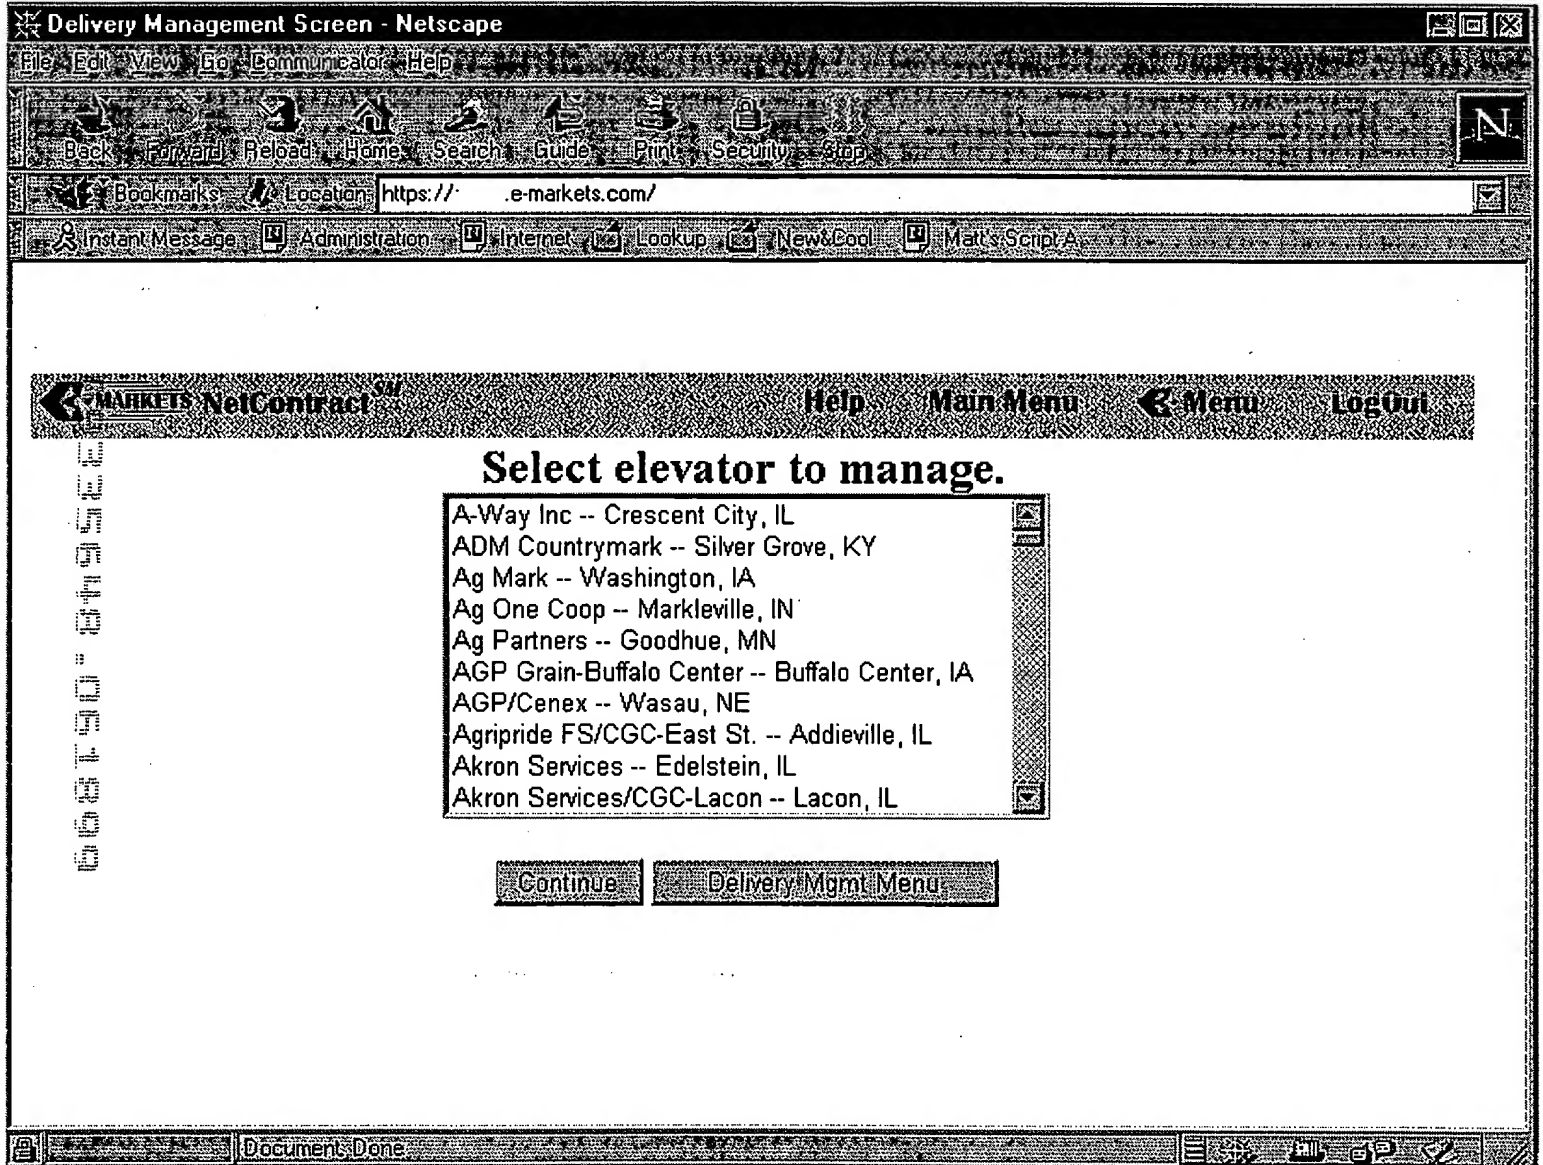 Delivery Management Screen - Netscape
File Edit View Go Communicator Help
Back Forward Reload Home Search Guide Print Security Stop
N
Bookmarks Location https:// .e-markets.com/
Instant Message Administration Internet Lookup New&Cool Matt's Script A
MARKETS NetContract SM Help Main Menu Menu LogOut
Select elevator to manage.
A-Way Inc -- Crescent City, IL
ADM Countrymark -- Silver Grove, KY
Ag Mark -- Washington, IA
Ag One Coop -- Markleville, IN
Ag Partners -- Goodhue, MN
AGP Grain-Buffalo Center -- Buffalo Center, IA
AGP/Cenex -- Wasau, NE
Agripride FS/CGC-East St. -- Addieville, IL
Akron Services -- Edelstein, IL
Akron Services/CGC-Lacon -- Lacon, IL
Continue Delivery Mgmt Menu
Document: Done